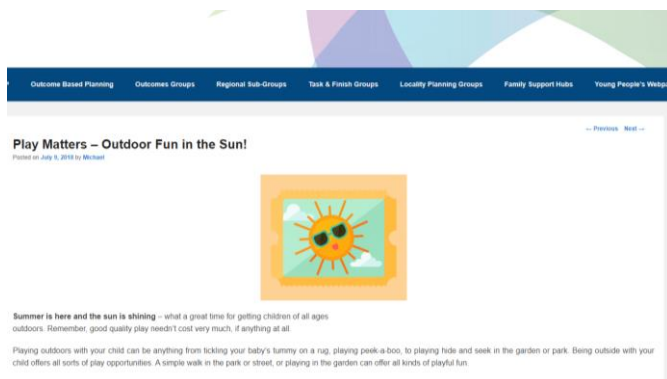 Outcome Based Planning Outcomes Groups Regional Sub-Groups Task & Finish Groups Locality Planning Groups Family Support Hubs Young People's Webpa
← Previous Next →
Play Matters – Outdoor Fun in the Sun!
Posted on July 9, 2018 by Michael
Summer is here and the sun is shining – what a great time for getting children of all ages
outdoors. Remember, good quality play needn't cost very much, if anything at all.
Playing outdoors with your child can be anything from tickling your baby's tummy on a rug, playing peek-a-boo, to playing hide and seek in the garden or park. Being outside with your
child offers all sorts of play opportunities. A simple walk in the park or street, or playing in the garden can offer all kinds of playful fun.